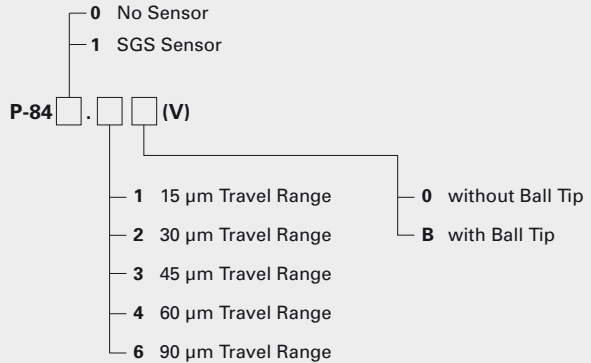 0 No Sensor
1 SGS Sensor
P-84 . (V)
1 15 µm Travel Range
0 without Ball Tip
2 30 µm Travel Range
B with Ball Tip
3 45 µm Travel Range
4 60 µm Travel Range
6 90 µm Travel Range